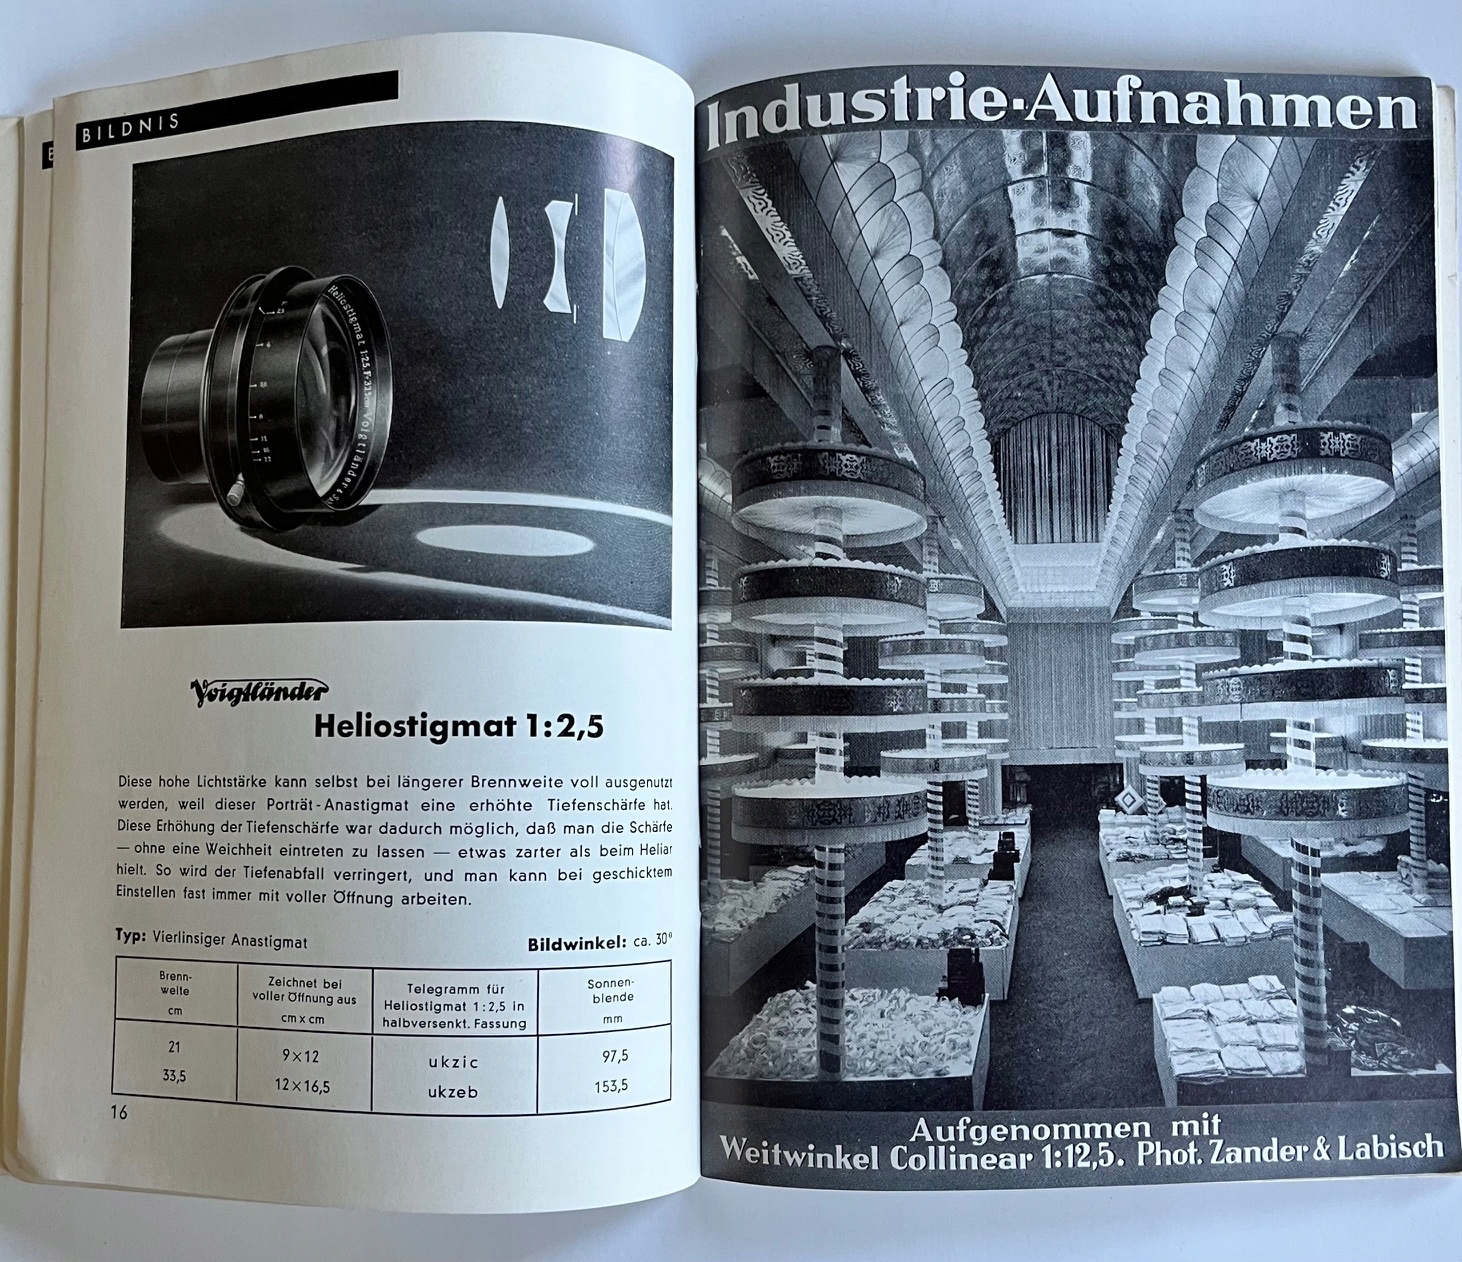 BILDNIS
Heliostigmat 1:2,5 F=33,5 cm Voigtländer &
Voigtländer
Heliostigmat 1:2,5
Diese hohe Lichtstärke kann selbst bei längerer Brennweite voll ausgenutzt
werden, weil dieser Porträt-Anastigmat eine erhöhte Tiefenschärfe hat.
Diese Erhöhung der Tiefenschärfe war dadurch möglich, daß man die Schärfe
— ohne eine Weichheit eintreten zu lassen — etwas zarter als beim Heliar
hielt. So wird der Tiefenabfall verringert, und man kann bei geschicktem
Einstellen fast immer mit voller Öffnung arbeiten.
Typ: Vierlinsiger Anastigmat Bildwinkel: ca. 30°
Brenn-
weite
cm
Zeichnet bei
voller Öffnung aus
cm x cm
Telegramm für
Heliostigmat 1:2,5 in
halbversenkt. Fassung
Sonnen-
blende
mm
21 9×12 ukzic 97,5
33,5 12×16,5 ukzeb 153,5
16
Industrie-Aufnahmen
Aufgenommen mit
Weitwinkel Collinear 1:12,5. Phot. Zander & Labisch